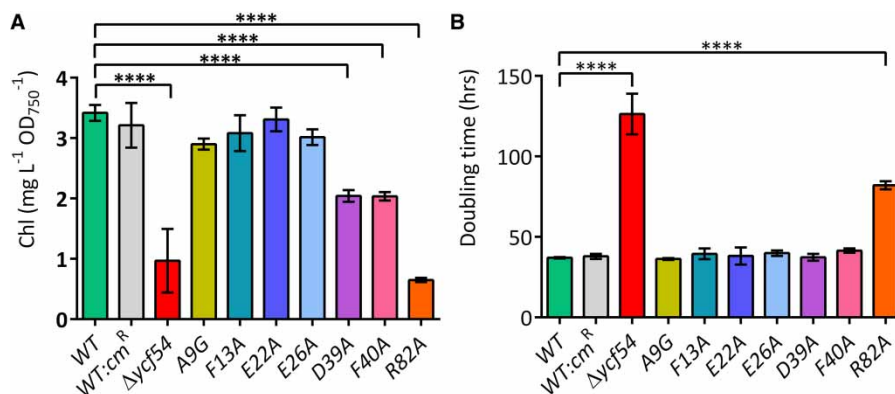 A
****
****
****
****
Chl (mg L⁻¹ OD₇₅₀⁻¹)
4
3
2
1
0
WT
WT:cmᴿ
Δycf54
A9G
F13A
E22A
E26A
D39A
F40A
R82A
B
****
****
Doubling time (hrs)
150
100
50
0
WT
WT:cmᴿ
Δycf54
A9G
F13A
E22A
E26A
D39A
F40A
R82A